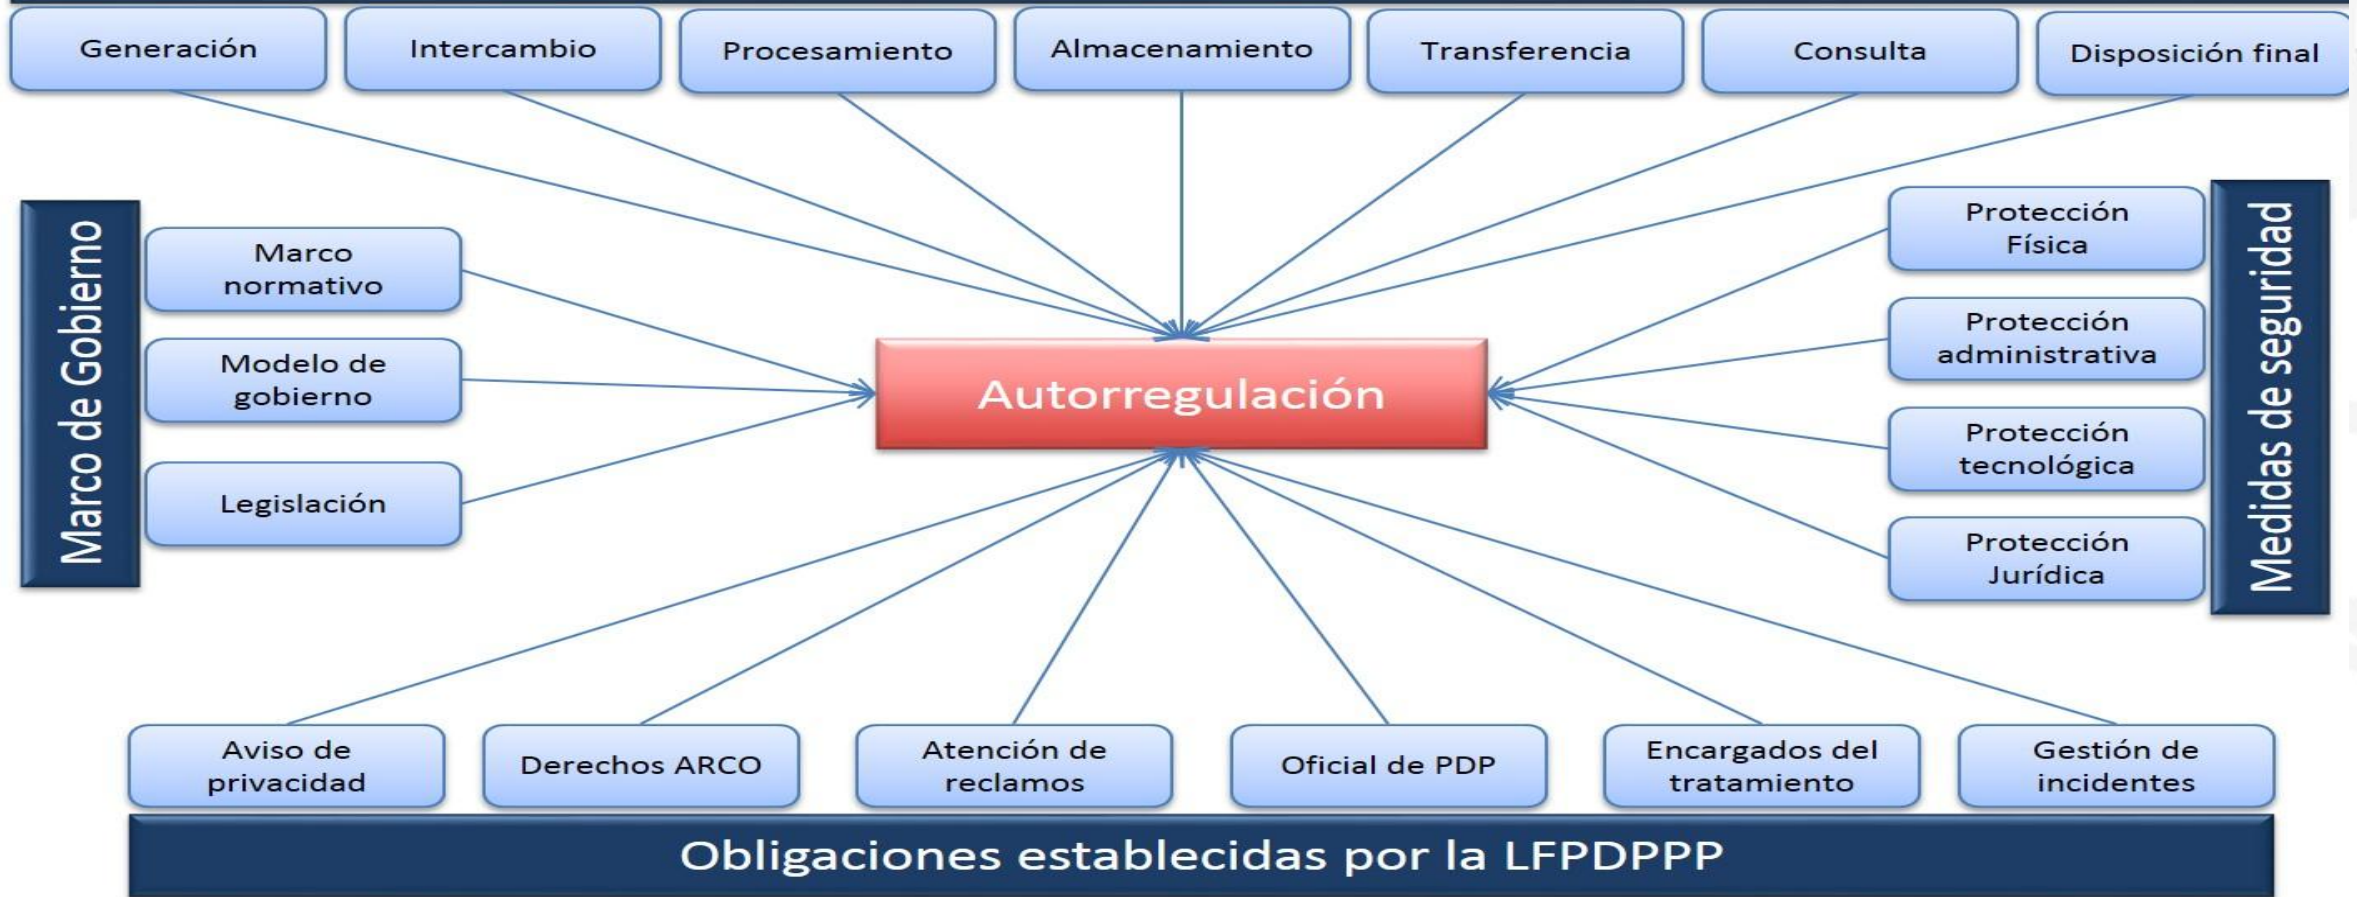 Generación
Intercambio
Procesamiento
Almacenamiento
Transferencia
Consulta
Disposición final
Marco de Gobierno
Marco
normativo
Modelo de
gobierno
Legislación
Autorregulación
Protección
Física
Protección
administrativa
Protección
tecnológica
Protección
Jurídica
Medidas de seguridad
Aviso de
privacidad
Derechos ARCO
Atención de
reclamos
Oficial de PDP
Encargados del
tratamiento
Gestión de
incidentes
Obligaciones establecidas por la LFPDPPP